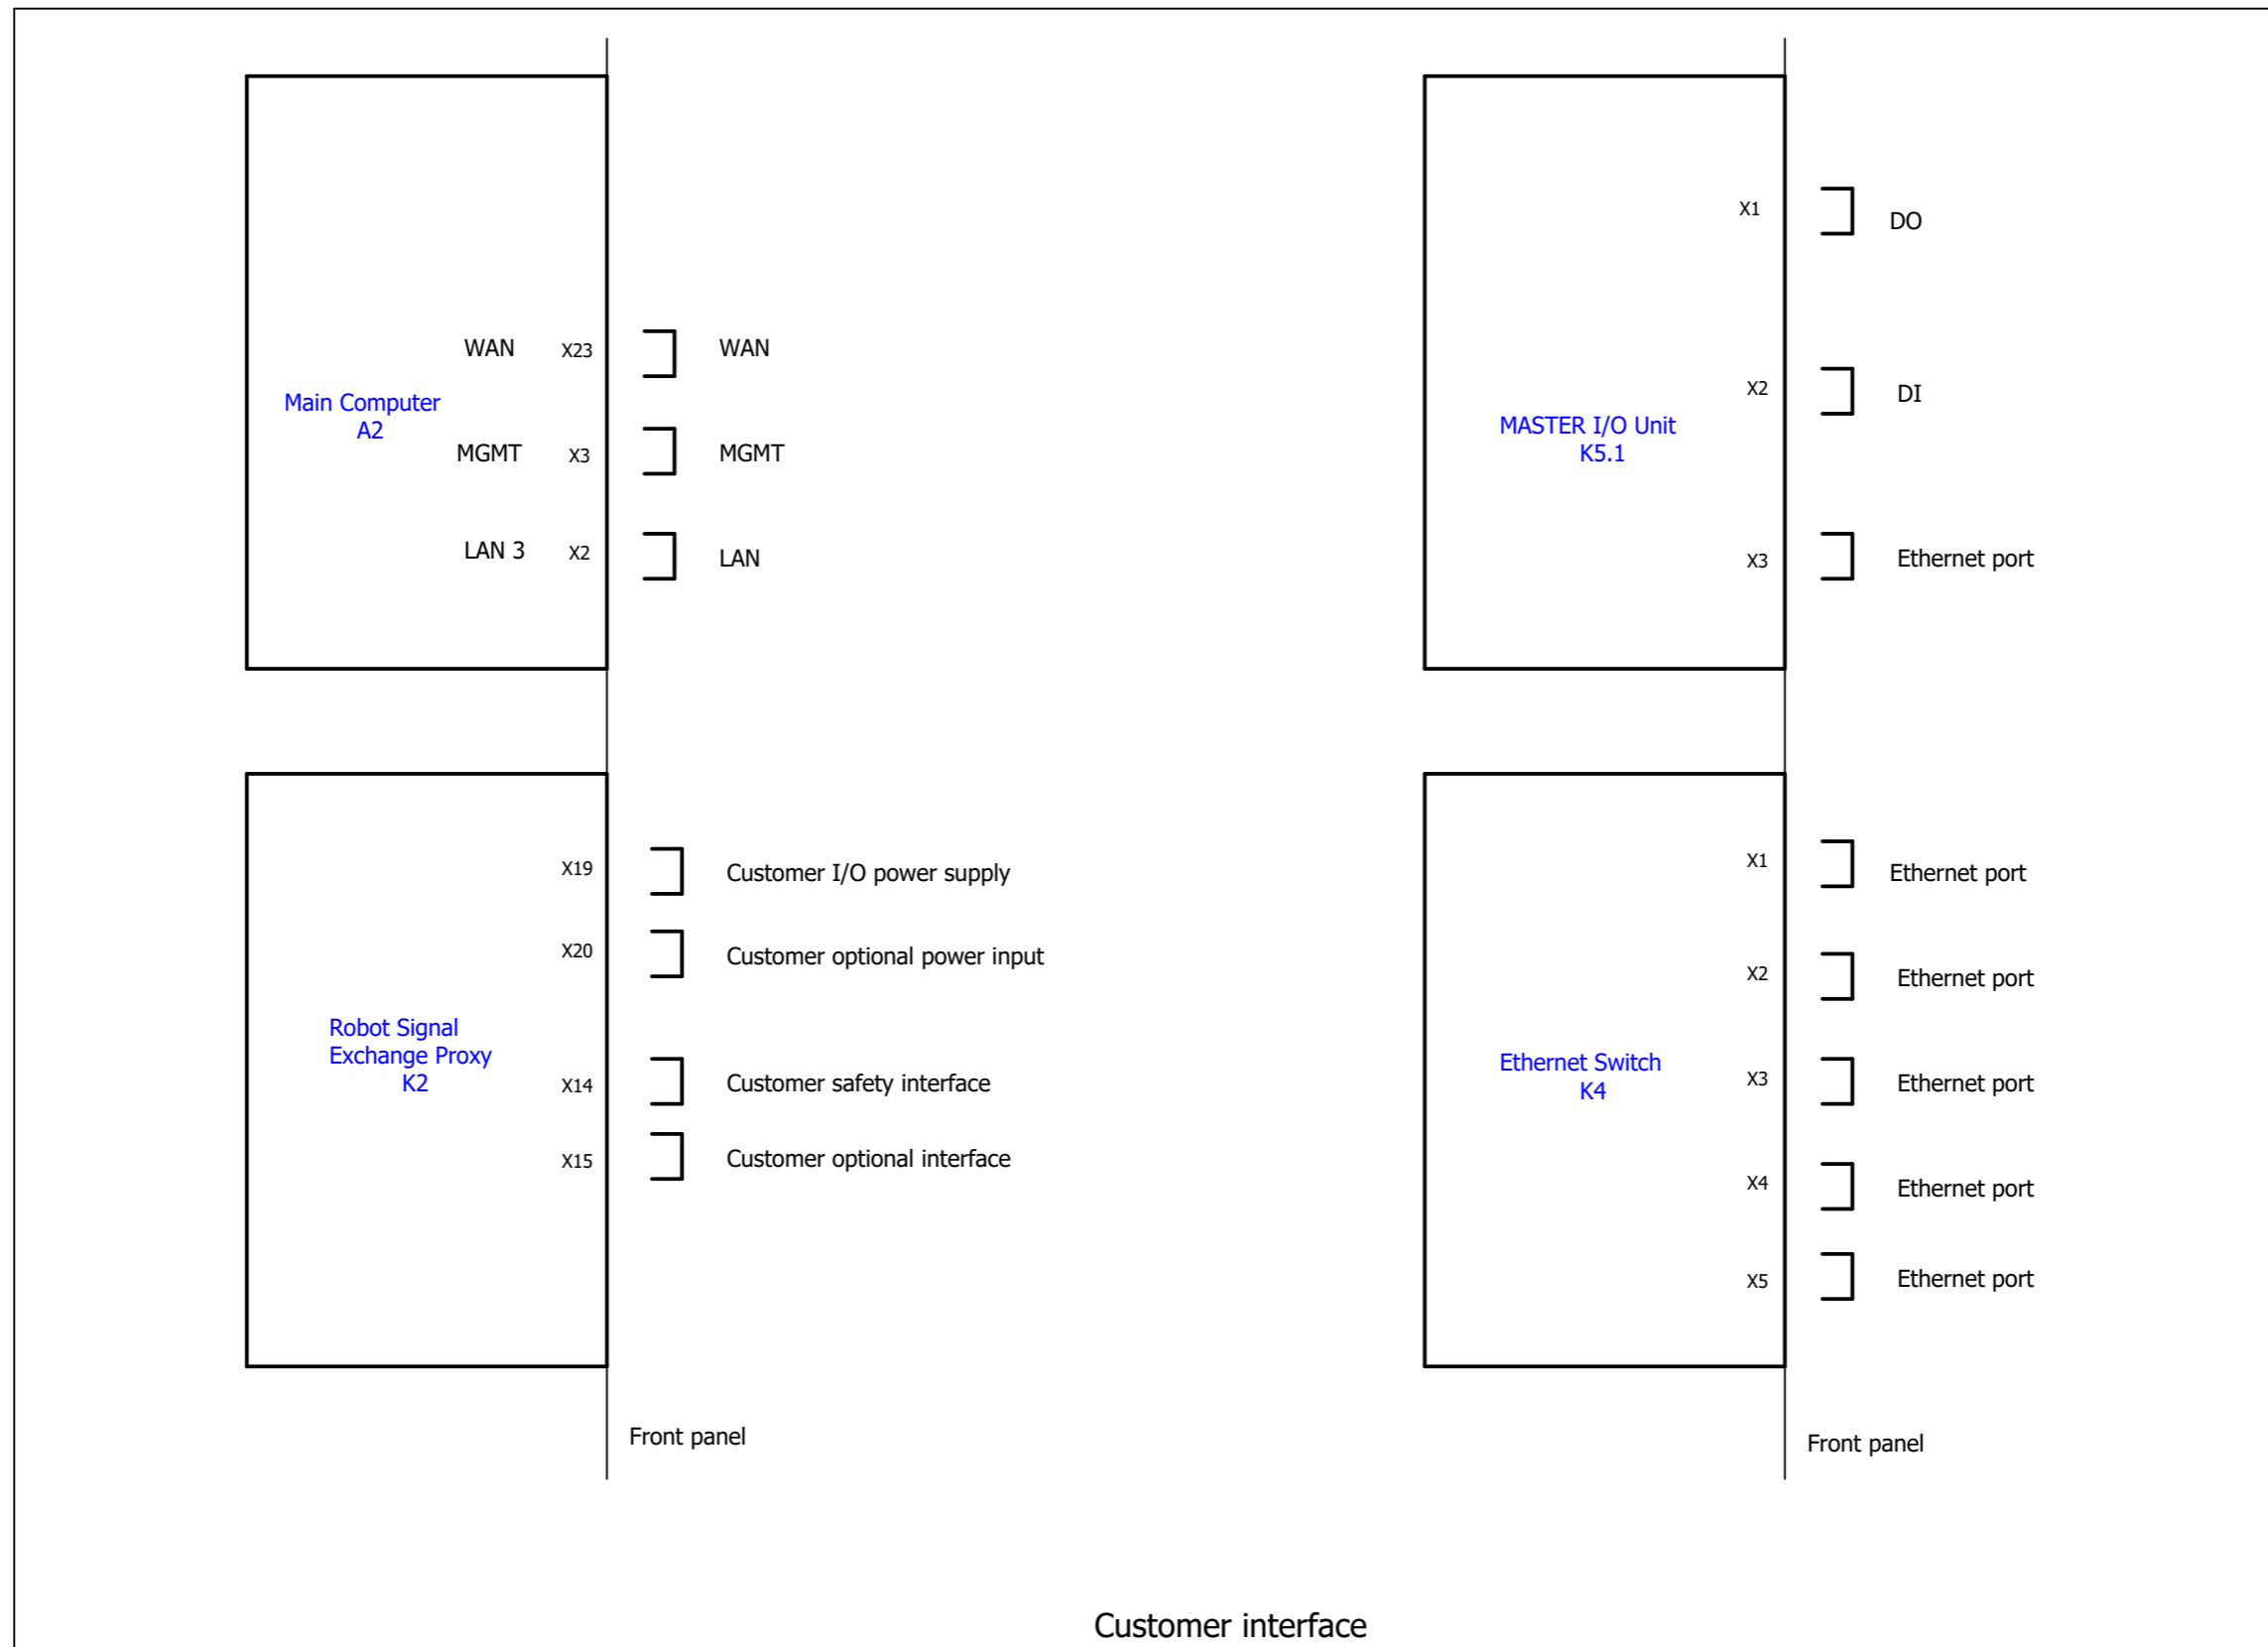 WAN X23 WAN
Main Computer
A2
MGMT X3 MGMT
LAN 3 X2 LAN
X1 DO
X2 DI
MASTER I/O Unit
K5.1
X3 Ethernet port
X19 Customer I/O power supply
X20 Customer optional power input
Robot Signal
Exchange Proxy
K2
X14 Customer safety interface
X15 Customer optional interface
Front panel
X1 Ethernet port
X2 Ethernet port
Ethernet Switch
K4
X3 Ethernet port
X4 Ethernet port
X5 Ethernet port
Front panel
Customer interface